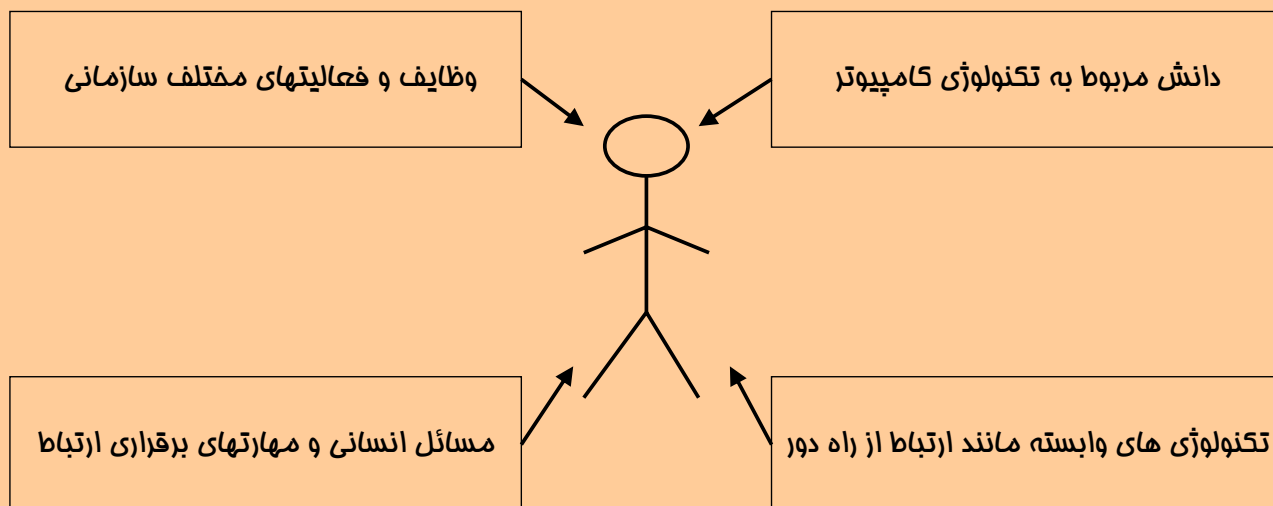 دانش مربوط به تکنولوژی کامپیوتر
وظایف و فعالیتهای مختلف سازمانی
تکنولوژی های وابسته مانند ارتباط از راه دور
مسائل انسانی و مهارتهای برقراری ارتباط